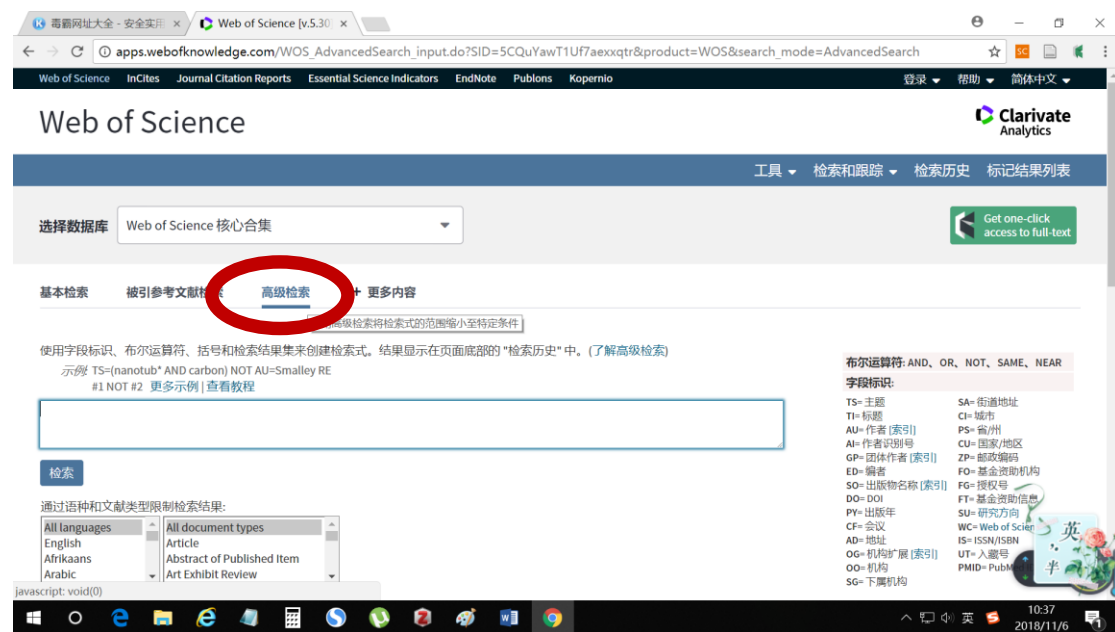 毒霸网址大全 - 安全实用
Web of Science [v.5.30]
apps.webofknowledge.com/WOS_AdvancedSearch_input.do?SID=5CQuYawT1Uf7aexxqtr&product=WOS&search_mode=AdvancedSearch
SC
Web of Science InCites Journal Citation Reports Essential Science Indicators EndNote Publons Kopernio 登录 帮助 简体中文
Web of Science
Clarivate
Analytics
工具 检索和跟踪 检索历史 标记结果列表
选择数据库 Web of Science 核心合集
Get one-click
access to full-text
基本检索 被引参考文献检索 高级检索 + 更多内容
高级检索将检索式的范围缩小至特定条件
使用字段标识、布尔运算符、括号和检索结果集来创建检索式。结果显示在页面底部的 "检索历史" 中。(了解高级检索)
示例: TS=(nanotub* AND carbon) NOT AU=Smalley RE
#1 NOT #2 更多示例 | 查看教程
检索
通过语种和文献类型限制检索结果:
All languages All document types
English Article
Afrikaans Abstract of Published Item
Arabic Art Exhibit Review
布尔运算符: AND、OR、NOT、SAME、NEAR
字段标识:
TS= 主题 SA= 街道地址
TI= 标题 CI= 城市
AU= 作者 [索引] PS= 省/州
AI= 作者识别号 CU= 国家/地区
GP= 团体作者 [索引] ZP= 邮政编码
ED= 编者 FO= 基金资助机构
SO= 出版物名称 [索引] FG= 授权号
DO= DOI FT= 基金资助信息
PY= 出版年 SU= 研究方向
CF= 会议 WC= Web of Scien
AD= 地址 IS= ISSN/ISBN
OG= 机构扩展 [索引] UT= 入藏号
OO= 机构 PMID= PubM
SG= 下属机构
英
，
半
javascript: void(0)
英
10:37
2018/11/6